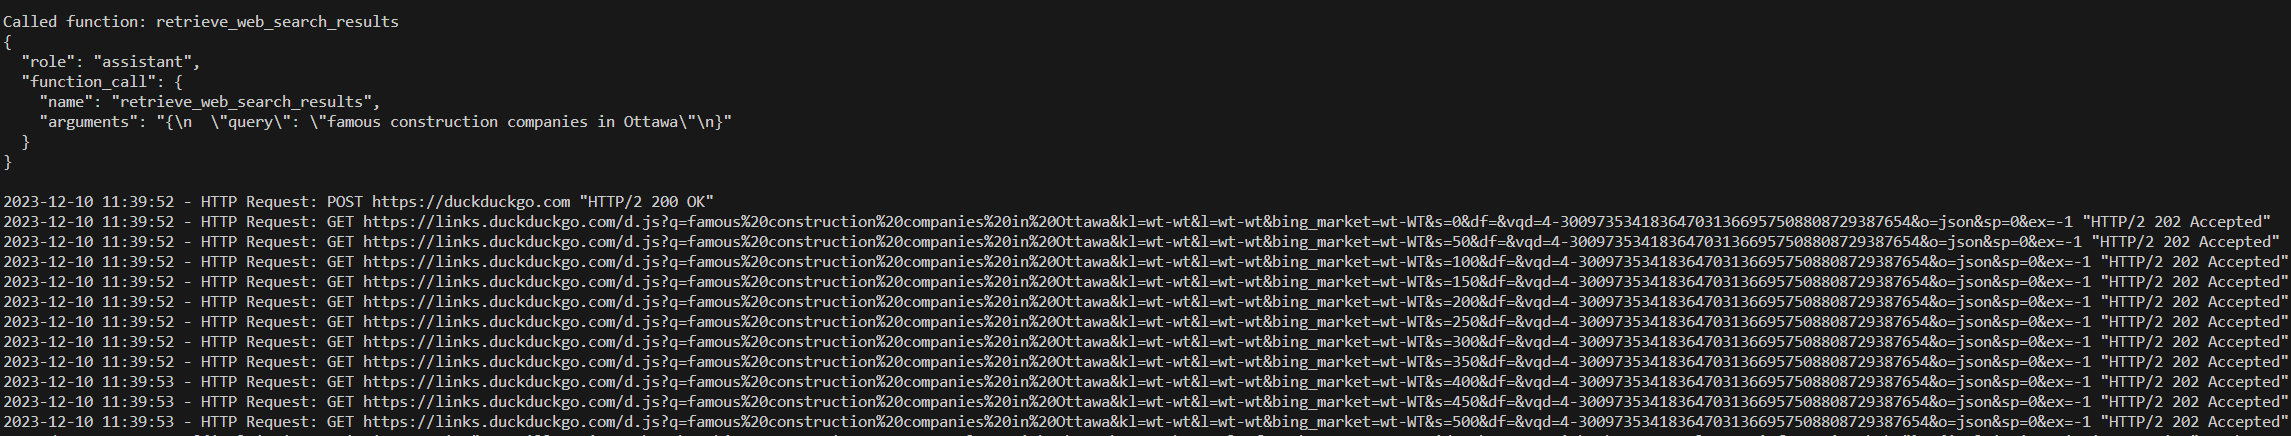 Called function: retrieve_web_search_results
{
  "role": "assistant",
  "function_call": {
    "name": "retrieve_web_search_results",
    "arguments": "{\n  \"query\": \"famous construction companies in Ottawa\"\n}"
  }
}
2023-12-10 11:39:52 - HTTP Request: POST https://duckduckgo.com "HTTP/2 200 OK"
2023-12-10 11:39:52 - HTTP Request: GET https://links.duckduckgo.com/d.js?q=famous%20construction%20companies%20in%20Ottawa&kl=wt-wt&l=wt-wt&bing_market=wt-WT&s=0&df=&vqd=4-300973534183647031366957508808729387654&o=json&sp=0&ex=-1 "HTTP/2 202 Accepted"
2023-12-10 11:39:52 - HTTP Request: GET https://links.duckduckgo.com/d.js?q=famous%20construction%20companies%20in%20Ottawa&kl=wt-wt&l=wt-wt&bing_market=wt-WT&s=50&df=&vqd=4-300973534183647031366957508808729387654&o=json&sp=0&ex=-1 "HTTP/2 202 Accepted"
2023-12-10 11:39:52 - HTTP Request: GET https://links.duckduckgo.com/d.js?q=famous%20construction%20companies%20in%20Ottawa&kl=wt-wt&l=wt-wt&bing_market=wt-WT&s=100&df=&vqd=4-300973534183647031366957508808729387654&o=json&sp=0&ex=-1 "HTTP/2 202 Accepted"
2023-12-10 11:39:52 - HTTP Request: GET https://links.duckduckgo.com/d.js?q=famous%20construction%20companies%20in%20Ottawa&kl=wt-wt&l=wt-wt&bing_market=wt-WT&s=150&df=&vqd=4-300973534183647031366957508808729387654&o=json&sp=0&ex=-1 "HTTP/2 202 Accepted"
2023-12-10 11:39:52 - HTTP Request: GET https://links.duckduckgo.com/d.js?q=famous%20construction%20companies%20in%20Ottawa&kl=wt-wt&l=wt-wt&bing_market=wt-WT&s=200&df=&vqd=4-300973534183647031366957508808729387654&o=json&sp=0&ex=-1 "HTTP/2 202 Accepted"
2023-12-10 11:39:52 - HTTP Request: GET https://links.duckduckgo.com/d.js?q=famous%20construction%20companies%20in%20Ottawa&kl=wt-wt&l=wt-wt&bing_market=wt-WT&s=250&df=&vqd=4-300973534183647031366957508808729387654&o=json&sp=0&ex=-1 "HTTP/2 202 Accepted"
2023-12-10 11:39:52 - HTTP Request: GET https://links.duckduckgo.com/d.js?q=famous%20construction%20companies%20in%20Ottawa&kl=wt-wt&l=wt-wt&bing_market=wt-WT&s=300&df=&vqd=4-300973534183647031366957508808729387654&o=json&sp=0&ex=-1 "HTTP/2 202 Accepted"
2023-12-10 11:39:52 - HTTP Request: GET https://links.duckduckgo.com/d.js?q=famous%20construction%20companies%20in%20Ottawa&kl=wt-wt&l=wt-wt&bing_market=wt-WT&s=350&df=&vqd=4-300973534183647031366957508808729387654&o=json&sp=0&ex=-1 "HTTP/2 202 Accepted"
2023-12-10 11:39:53 - HTTP Request: GET https://links.duckduckgo.com/d.js?q=famous%20construction%20companies%20in%20Ottawa&kl=wt-wt&l=wt-wt&bing_market=wt-WT&s=400&df=&vqd=4-300973534183647031366957508808729387654&o=json&sp=0&ex=-1 "HTTP/2 202 Accepted"
2023-12-10 11:39:53 - HTTP Request: GET https://links.duckduckgo.com/d.js?q=famous%20construction%20companies%20in%20Ottawa&kl=wt-wt&l=wt-wt&bing_market=wt-WT&s=450&df=&vqd=4-300973534183647031366957508808729387654&o=json&sp=0&ex=-1 "HTTP/2 202 Accepted"
2023-12-10 11:39:53 - HTTP Request: GET https://links.duckduckgo.com/d.js?q=famous%20construction%20companies%20in%20Ottawa&kl=wt-wt&l=wt-wt&bing_market=wt-WT&s=500&df=&vqd=4-300973534183647031366957508808729387654&o=json&sp=0&ex=-1 "HTTP/2 202 Accepted"